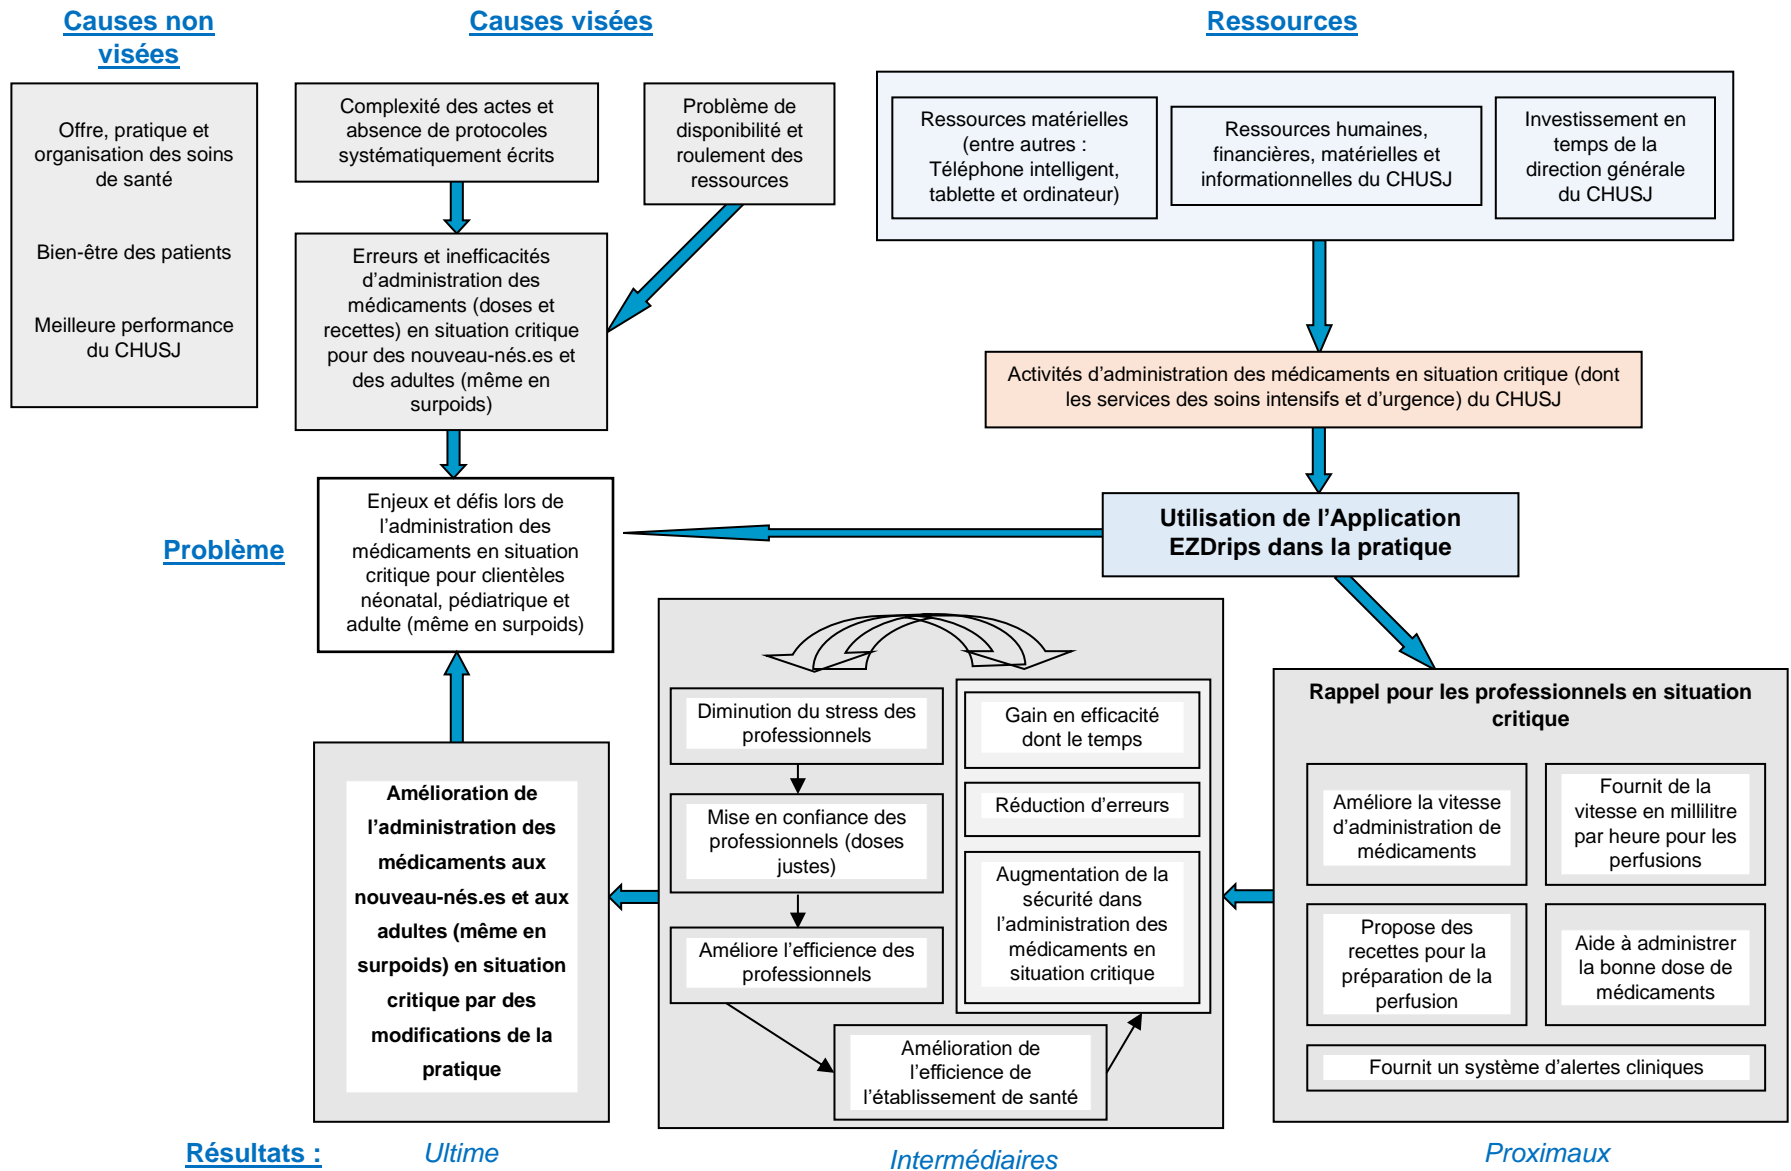 Causes non
visées
Causes visées
Ressources
Offre, pratique et
organisation des soins
de santé
Bien-être des patients
Meilleure performance
du CHUSJ
Complexité des actes et
absence de protocoles
systématiquement écrits
Problème de
disponibilité et
roulement des
ressources
Erreurs et inefficacités
d’administration des
médicaments (doses et
recettes) en situation critique
pour des nouveau-nés.es et
des adultes (même en
surpoids)
Ressources matérielles
(entre autres :
Téléphone intelligent,
tablette et ordinateur)
Ressources humaines,
financières, matérielles et
informationnelles du CHUSJ
Investissement en
temps de la
direction générale
du CHUSJ
Activités d’administration des médicaments en situation critique (dont
les services des soins intensifs et d’urgence) du CHUSJ
Problème
Enjeux et défis lors de
l’administration des
médicaments en situation
critique pour clientèles
néonatal, pédiatrique et
adulte (même en surpoids)
Utilisation de l’Application
EZDrips dans la pratique
Amélioration de
l’administration des
médicaments aux
nouveau-nés.es et aux
adultes (même en
surpoids) en situation
critique par des
modifications de la
pratique
Diminution du stress des
professionnels
Mise en confiance des
professionnels (doses
justes)
Améliore l’efficience des
professionnels
Gain en efficacité
dont le temps
Réduction d’erreurs
Augmentation de la
sécurité dans
l’administration des
médicaments en
situation critique
Amélioration de
l’efficience de
l’établissement de santé
Rappel pour les professionnels en situation
critique
Améliore la vitesse
d’administration de
médicaments
Fournit de la
vitesse en millilitre
par heure pour les
perfusions
Propose des
recettes pour la
préparation de la
perfusion
Aide à administrer
la bonne dose de
médicaments
Fournit un système d’alertes cliniques
Résultats :
Ultime
Intermédiaires
Proximaux